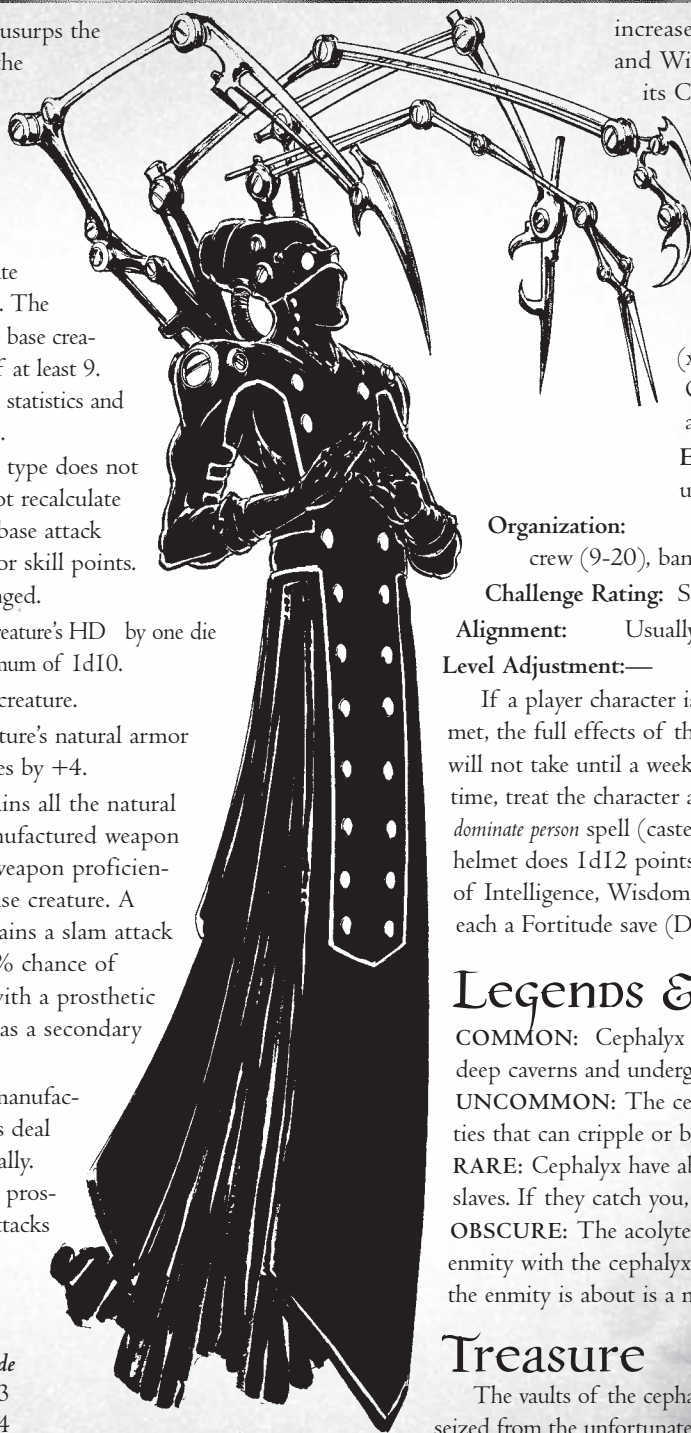 usurps the
the
. The
base crea-
at least 9.
statistics and
type does not
ot recalculate
base attack
or skill points.
nged.
reature's HD by one die
num of 1d10.
creature.
ture's natural armor
es by +4.
ins all the natural
nufactured weapon
weapon proficien-
se creature. A
ains a slam attack
% chance of
with a prosthetic
as a secondary
manufac-
s deal
ally.
pros-
ttacks
de
3
4
increase
and Wi
its C
(x
a
E
u
Organization:
crew (9-20), ban
Challenge Rating: S
Alignment: Usually
Level Adjustment:—
If a player character is
met, the full effects of th
will not take until a week
time, treat the character a
dominate person spell (caste
helmet does 1d12 points
of Intelligence, Wisdom
each a Fortitude save (D
Legends &
COMMON: Cephalyx
deep caverns and underg
UNCOMMON: The ce
ties that can cripple or b
RARE: Cephalyx have al
slaves. If they catch you,
OBSCURE: The acolyte
enmity with the cephalyx
the enmity is about is a m
Treasure
The vaults of the cepha
seized from the unfortunate